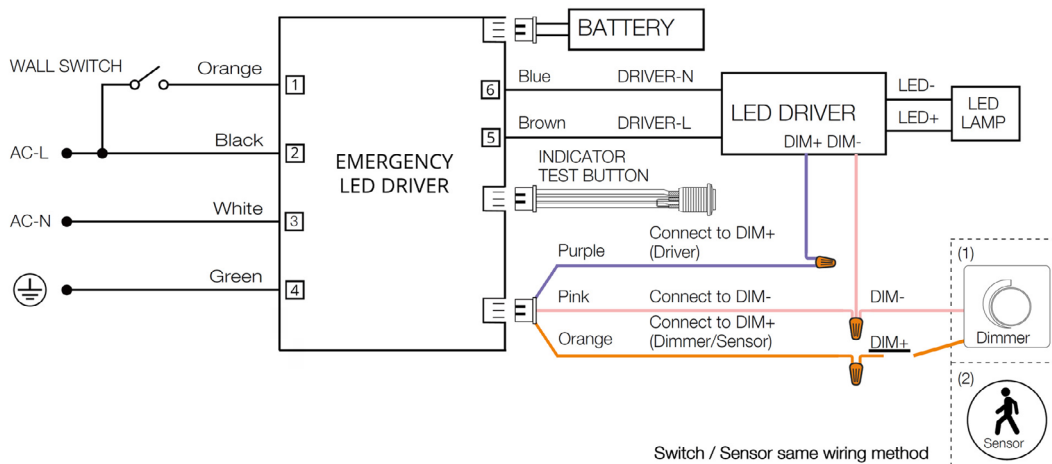 BATTERY
WALL SWITCH
Orange
1
6
Blue
DRIVER-N
LED DRIVER
LED-
LED+
LED
LAMP
AC-L
Black
2
5
Brown
DRIVER-L
DIM+ DIM-
EMERGENCY
LED DRIVER
INDICATOR
TEST BUTTON
AC-N
White
3
Green
4
Purple
Connect to DIM+
(Driver)
Pink
Connect to DIM-
DIM-
Orange
Connect to DIM+
(Dimmer/Sensor)
DIM+
(1)
Dimmer
(2)
Sensor
Switch / Sensor same wiring method